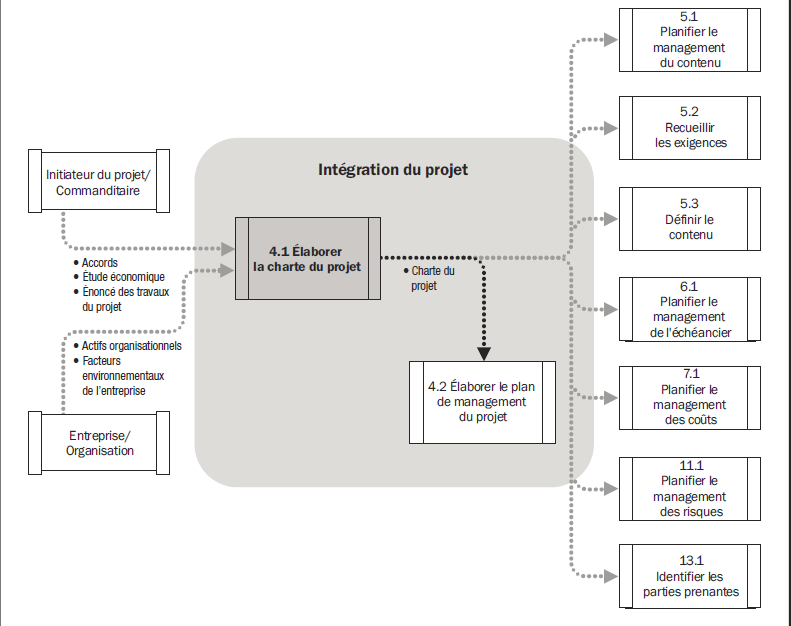 Initiateur du projet/
Commanditaire
• Accords
• Étude économique
• Énoncé des travaux
du projet
• Actifs organisationnels
• Facteurs
environnementaux
de l'entreprise
Entreprise/
Organisation
Intégration du projet
4.1 Élaborer
la charte du projet
• Charte du
projet
4.2 Élaborer le plan
de management
du projet
5.1
Planifier le
management
du contenu
5.2
Recueillir
les exigences
5.3
Définir le
contenu
6.1
Planifier le
management
de l'échéancier
7.1
Planifier le
management
des coûts
11.1
Planifier le
management
des risques
13.1
Identifier les
parties prenantes